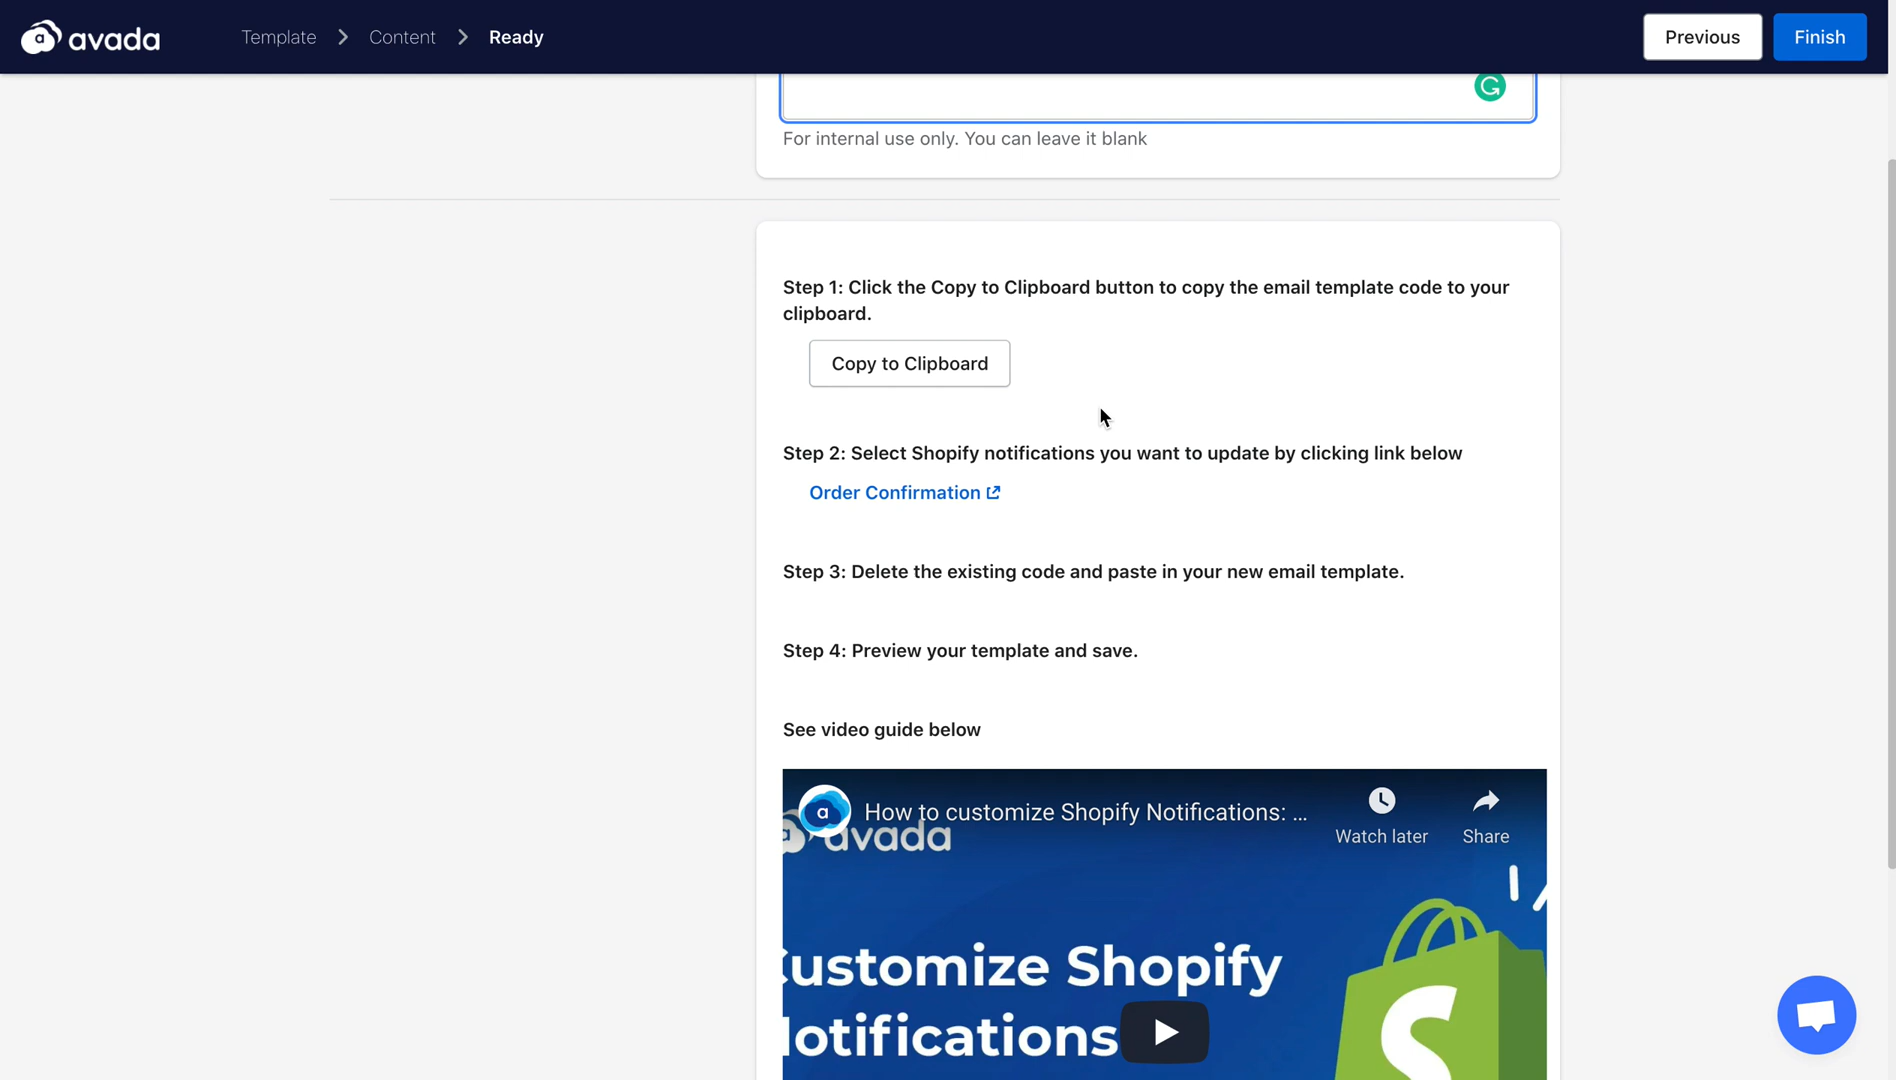 avada
Template > Content > Ready
Previous
Finish
For internal use only. You can leave it blank
Step 1: Click the Copy to Clipboard button to copy the email template code to your
clipboard.
Copy to Clipboard
Step 2: Select Shopify notifications you want to update by clicking link below
Order Confirmation
Step 3: Delete the existing code and paste in your new email template.
Step 4: Preview your template and save.
See video guide below
How to customize Shopify Notifications: ...
Watch later
Share
avada
Customize Shopify
Notifications